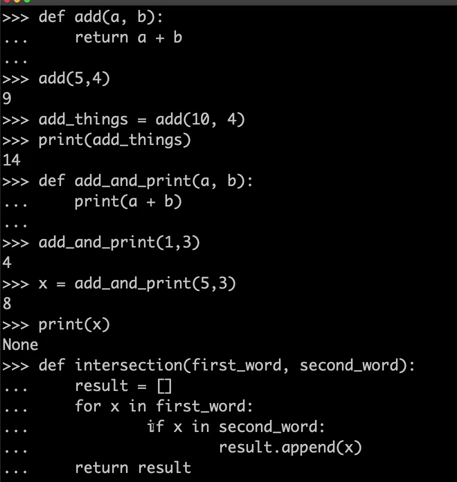 >>> def add(a, b):
...     return a + b
...
>>> add(5,4)
9
>>> add_things = add(10, 4)
>>> print(add_things)
14
>>> def add_and_print(a, b):
...     print(a + b)
...
>>> add_and_print(1,3)
4
>>> x = add_and_print(5,3)
8
>>> print(x)
None
>>> def intersection(first_word, second_word):
...     result = []
...     for x in first_word:
...             if x in second_word:
...                     result.append(x)
...     return result